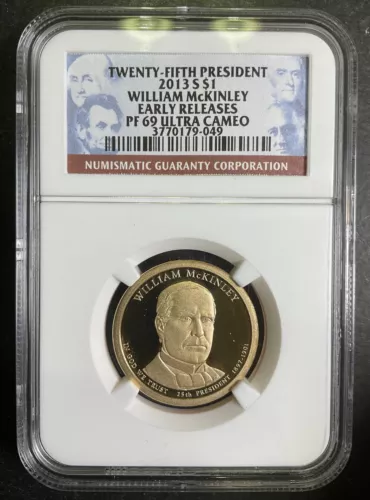 TWENTY-FIFTH PRESIDENT
2013 S $1
WILLIAM McKINLEY
EARLY RELEASES
PF 69 ULTRA CAMEO
3770179-049
NUMISMATIC GUARANTY CORPORATION
WILLIAM McKINLEY
IN GOD WE TRUST 25th PRESIDENT 1897-1901